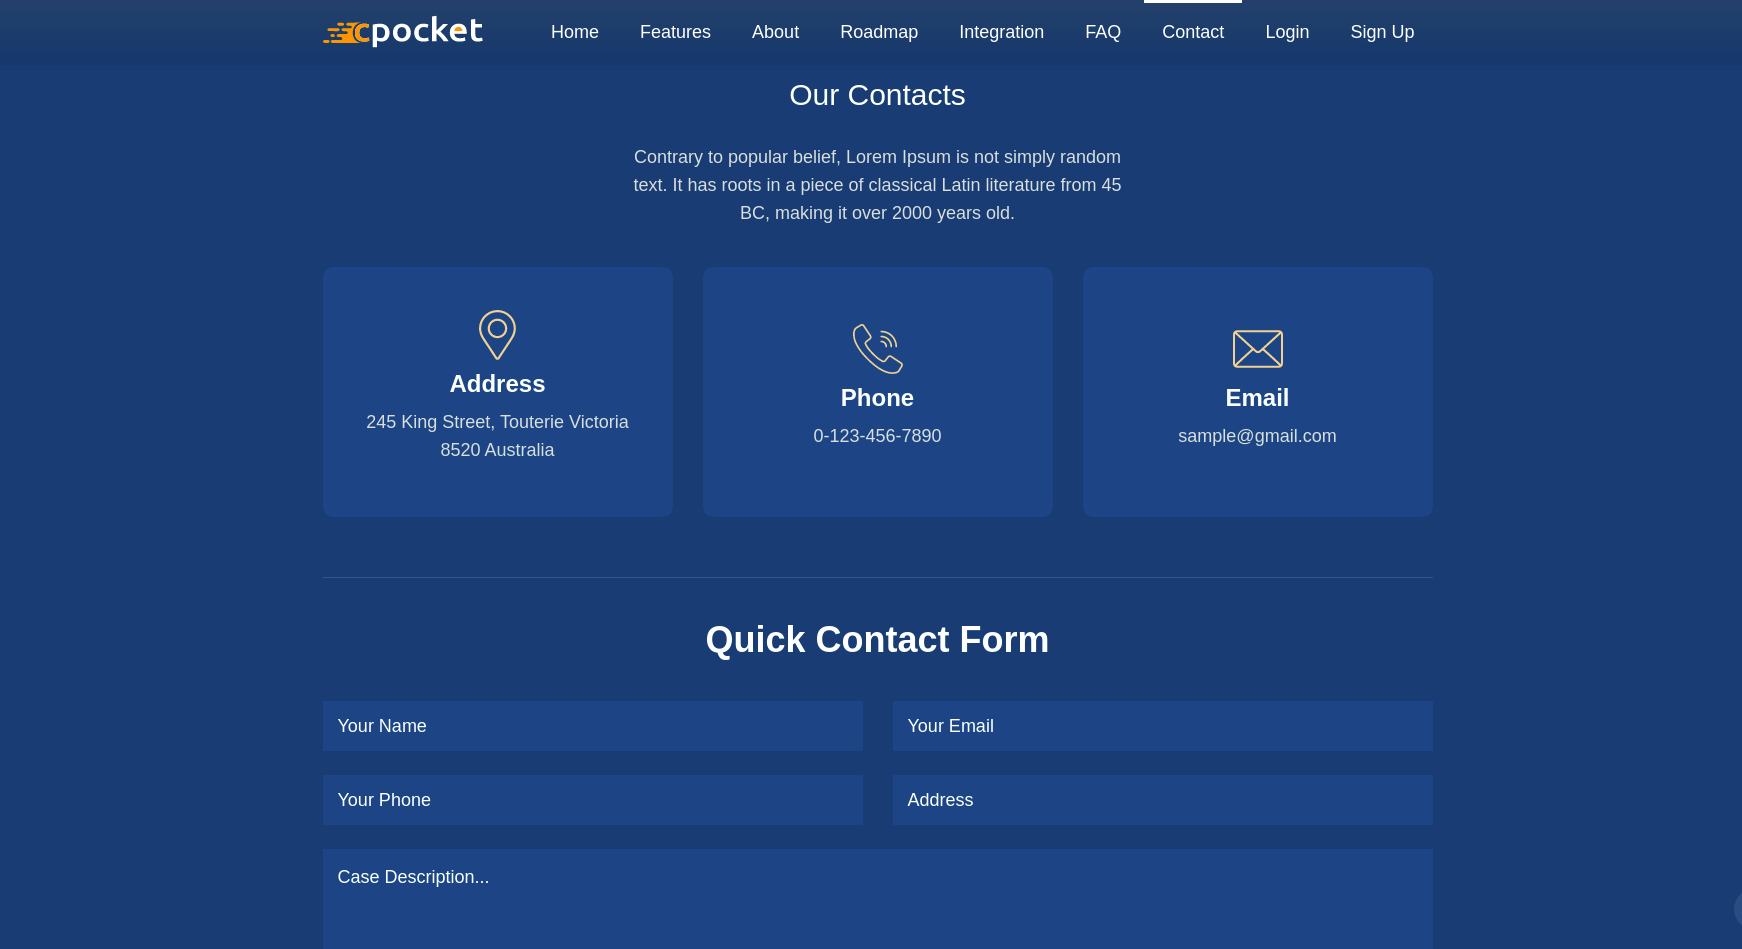 cpocket
Home Features About Roadmap Integration FAQ Contact Login Sign Up
Our Contacts
Contrary to popular belief, Lorem Ipsum is not simply random
text. It has roots in a piece of classical Latin literature from 45
BC, making it over 2000 years old.
Address
245 King Street, Touterie Victoria
8520 Australia
Phone
0-123-456-7890
Email
sample@gmail.com
Quick Contact Form
Your Name
Your Email
Your Phone
Address
Case Description...